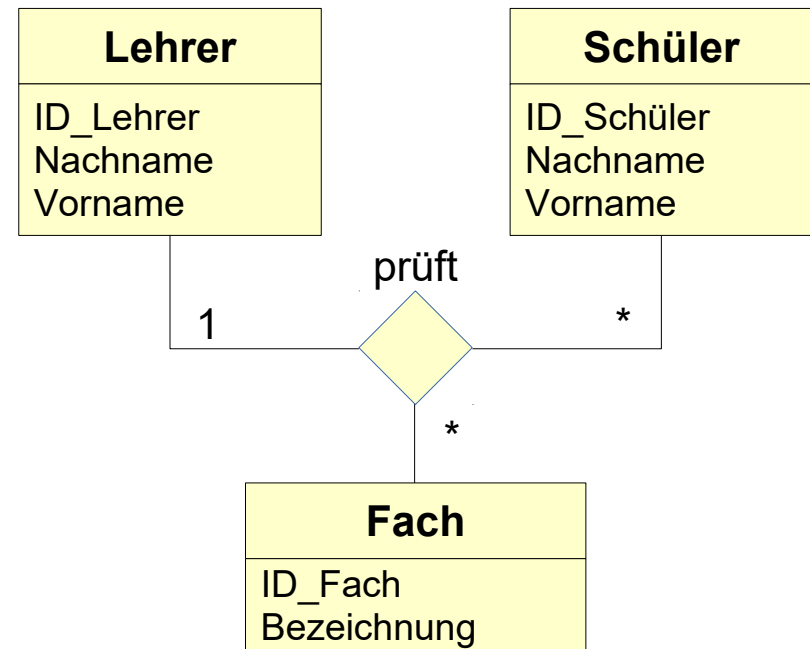 Lehrer
ID_Lehrer
Nachname
Vorname
Schüler
ID_Schüler
Nachname
Vorname
prüft
1
*
*
Fach
ID_Fach
Bezeichnung